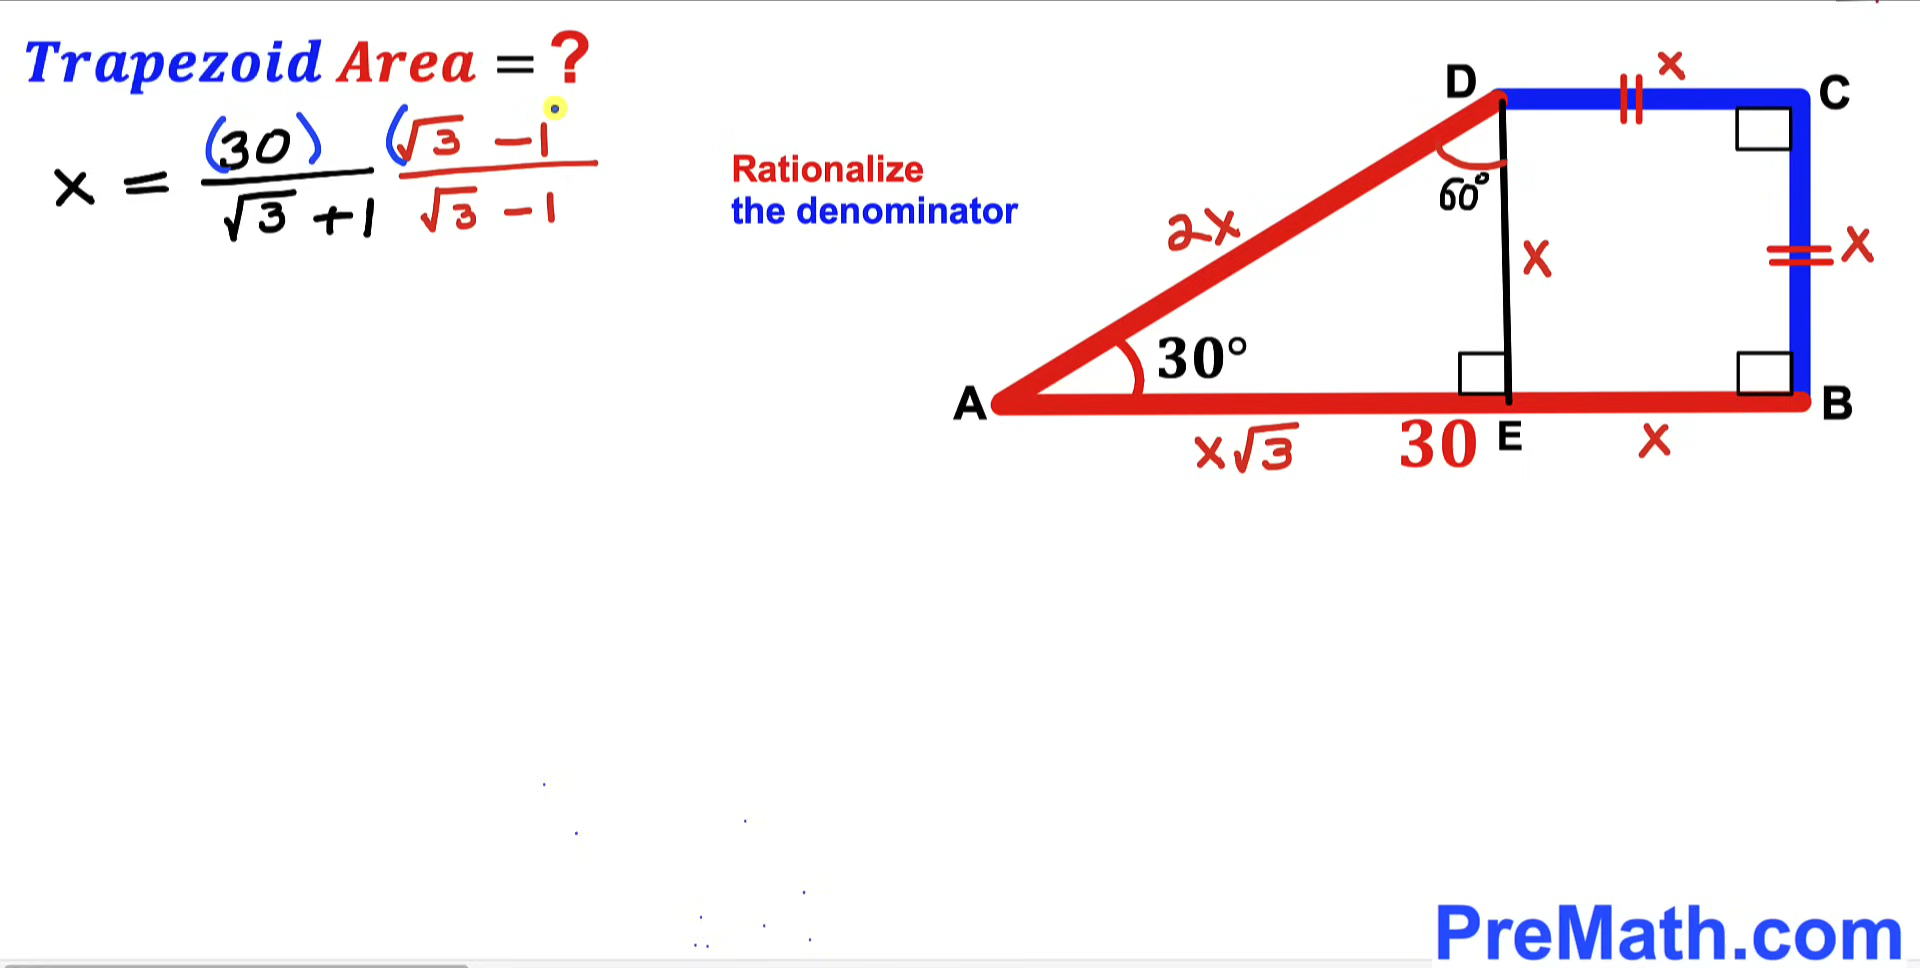 Trapezoid Area = ?
x = (30) (√3 - 1
√3 + 1 √3 - 1
Rationalize
the denominator
D
x
C
60°
2x
x
x
30°
A
B
x√3
30
E
x
PreMath.com